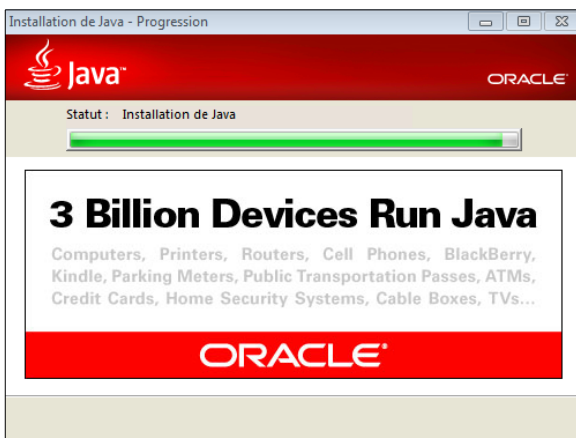 Installation de Java - Progression
Java™
ORACLE®
Statut : Installation de Java
3 Billion Devices Run Java
Computers, Printers, Routers, Cell Phones, BlackBerry,
Kindle, Parking Meters, Public Transportation Passes, ATMs,
Credit Cards, Home Security Systems, Cable Boxes, TVs...
ORACLE®